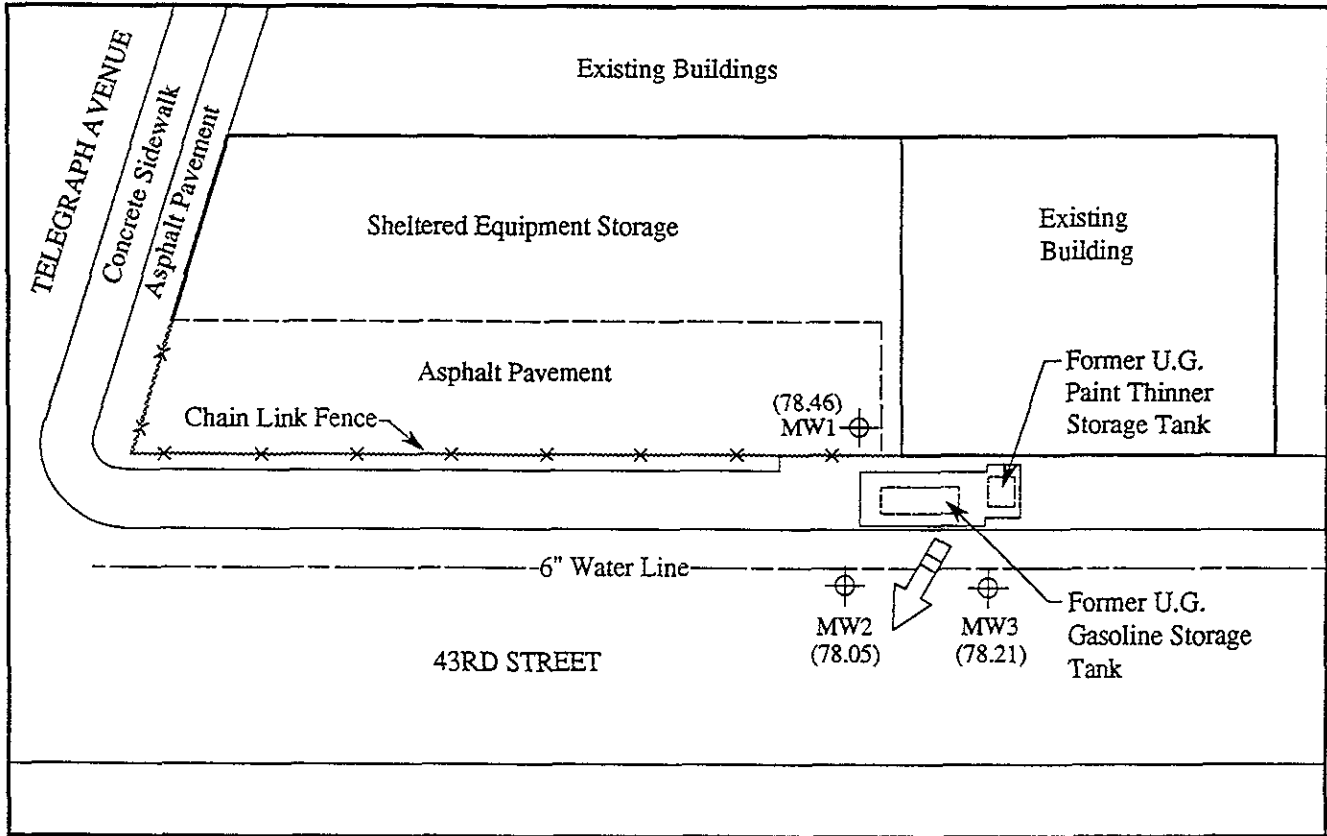 Existing Buildings
TELEGRAPH AVENUE
Concrete Sidewalk
Asphalt Pavement
Sheltered Equipment Storage
Existing
Building
Asphalt Pavement
Chain Link Fence
(78.46)
MW1
Former U.G.
Paint Thinner
Storage Tank
6" Water Line
MW2
(78.05)
MW3
(78.21)
Former U.G.
Gasoline Storage
Tank
43RD STREET